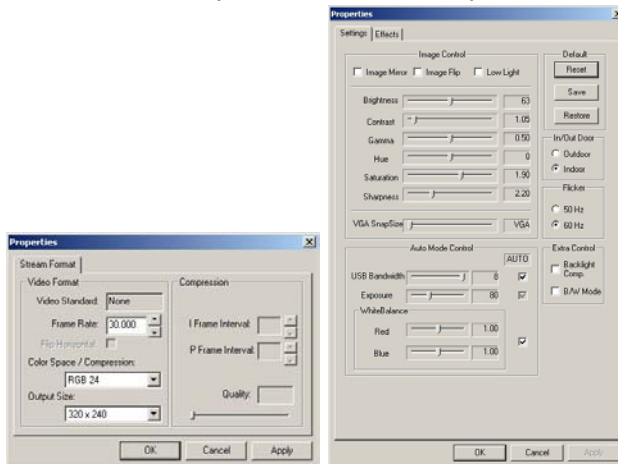 Properties
Stream Format
Video Format
Video Standard: None
Frame Rate: 30.000
Flip Horizontal:
Color Space / Compression:
RGB 24
Output Size:
320 x 240
Compression
I Frame Interval:
P Frame Interval:
Quality:
OK Cancel Apply
Properties
Settings Effects
Image Control
Image Mirror Image Flip Low Light
Brightness 63
Contrast 1.05
Gamma 0.50
Hue 0
Saturation 1.90
Sharpness 2.20
VGA SnapSize VGA
Auto Mode Control
AUTO
USB Bandwidth 8
Exposure 80
WhiteBalance
Red 1.00
Blue 1.00
Default
Reset
Save
Restore
In/Out Door
Outdoor
Indoor
Flicker
50 Hz
60 Hz
Extra Control
Backlight
Comp.
B/W Mode
OK Cancel Apply